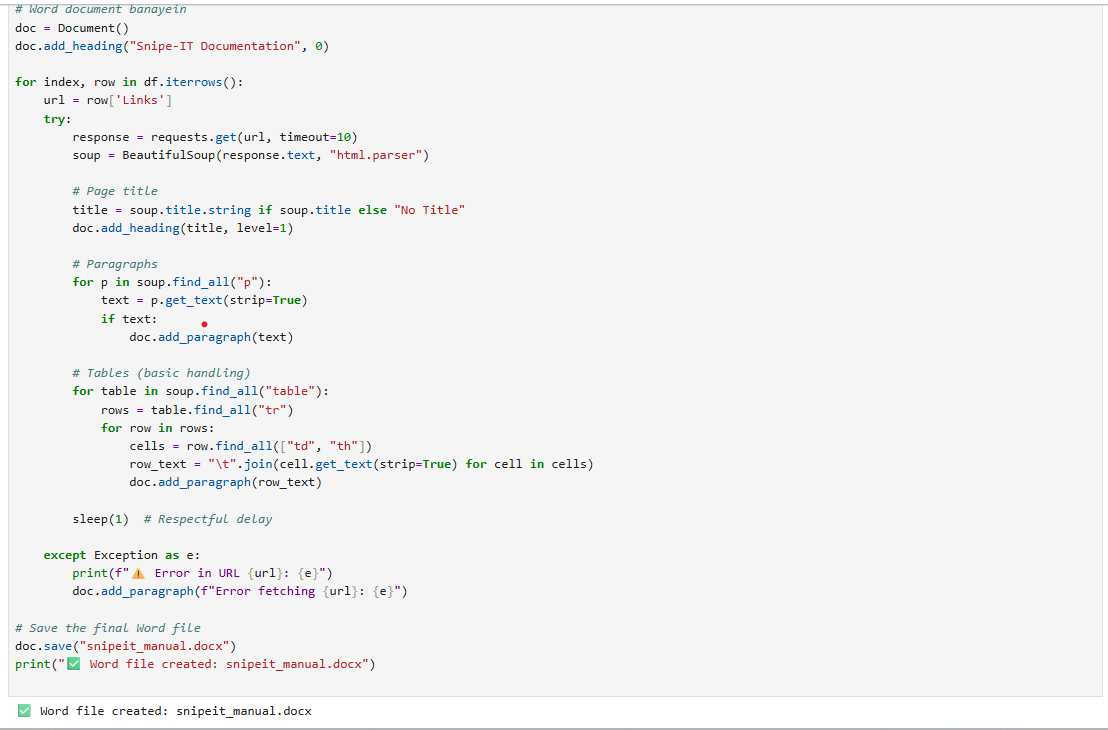 # Word document banayein
doc = Document()
doc.add_heading("Snipe-IT Documentation", 0)

for index, row in df.iterrows():
    url = row['Links']
    try:
        response = requests.get(url, timeout=10)
        soup = BeautifulSoup(response.text, "html.parser")

        # Page title
        title = soup.title.string if soup.title else "No Title"
        doc.add_heading(title, level=1)

        # Paragraphs
        for p in soup.find_all("p"):
            text = p.get_text(strip=True)
            if text:
                doc.add_paragraph(text)

        # Tables (basic handling)
        for table in soup.find_all("table"):
            rows = table.find_all("tr")
            for row in rows:
                cells = row.find_all(["td", "th"])
                row_text = "\t".join(cell.get_text(strip=True) for cell in cells)
                doc.add_paragraph(row_text)

        sleep(1)  # Respectful delay

    except Exception as e:
        print(f"⚠️ Error in URL {url}: {e}")
        doc.add_paragraph(f"Error fetching {url}: {e}")

# Save the final Word file
doc.save("snipeit_manual.docx")
print("✅ Word file created: snipeit_manual.docx")

✅ Word file created: snipeit_manual.docx